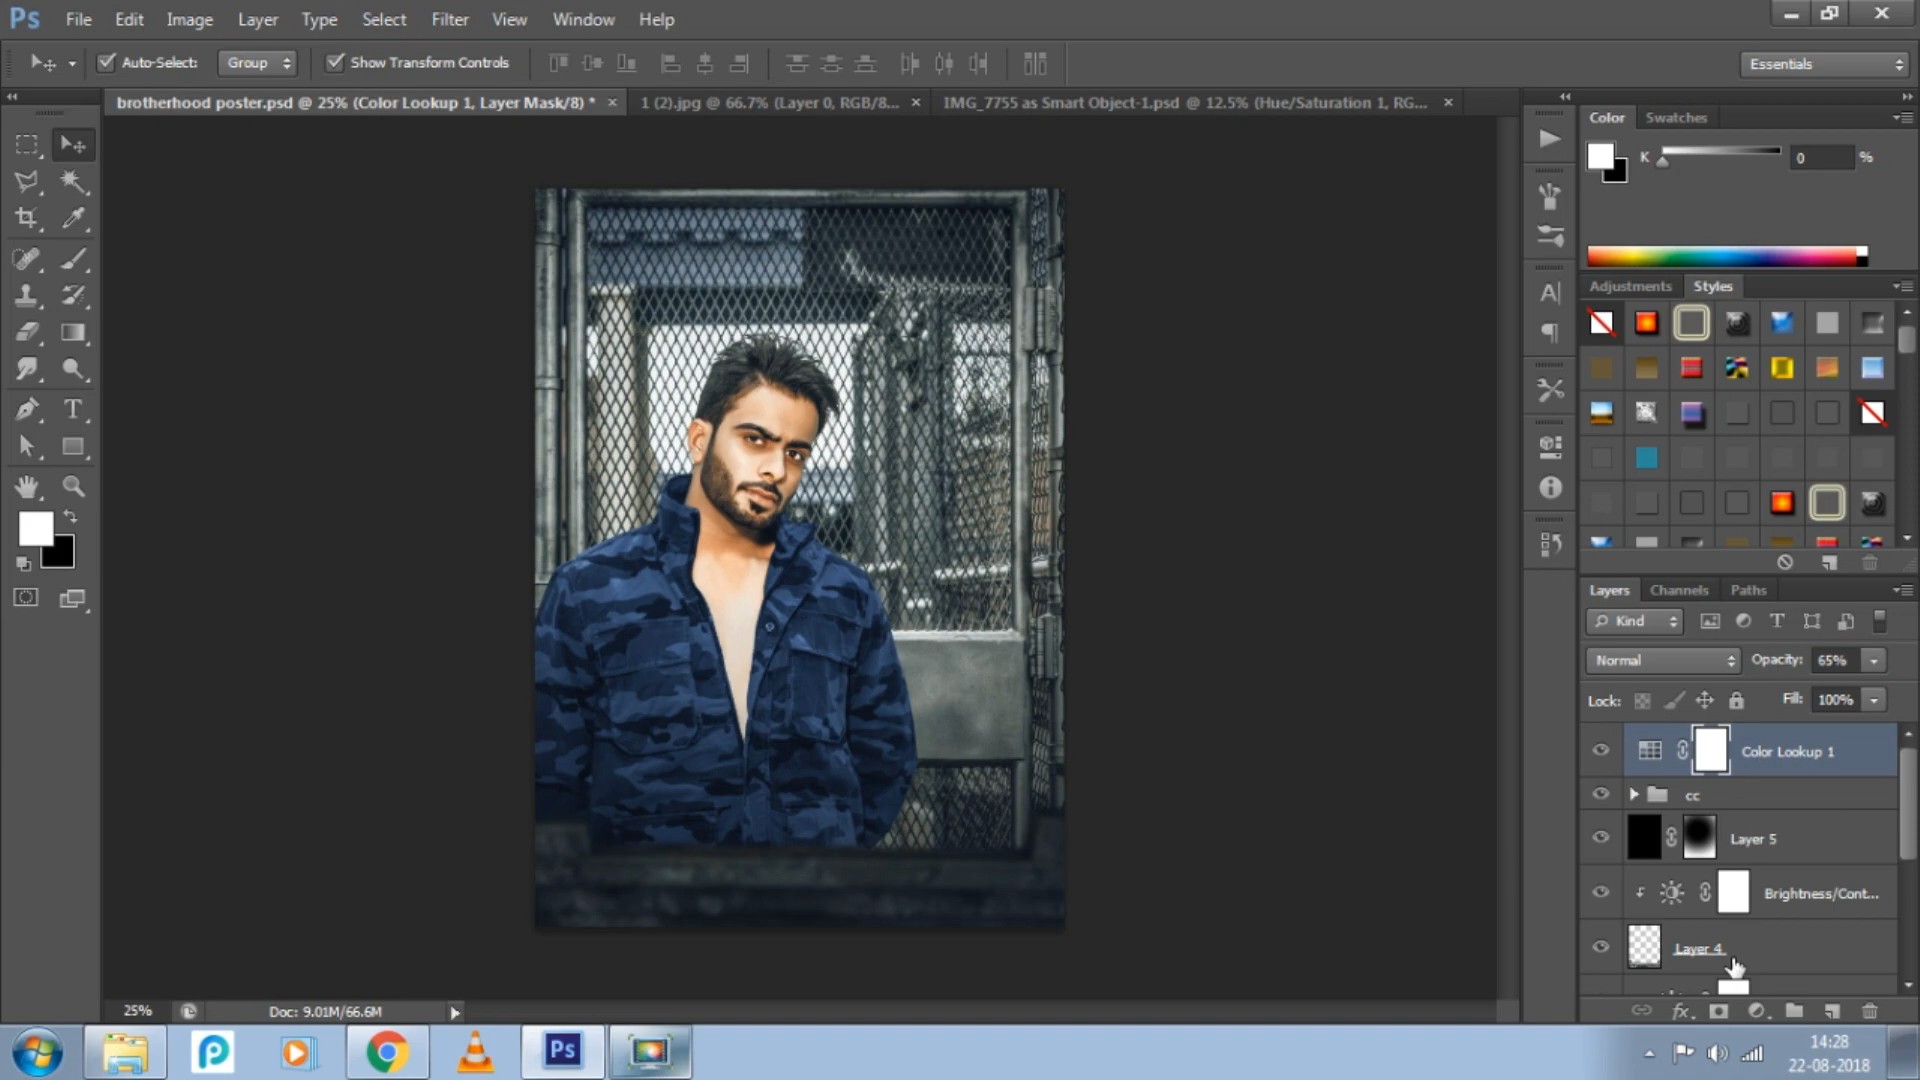 Ps File Edit Image Layer Type Select Filter View Window Help
Auto-Select: Group Show Transform Controls Essentials
brotherhood poster.psd @ 25% (Color Lookup 1, Layer Mask/8) * × 1 (2).jpg @ 66.7% (Layer 0, RGB/8... × IMG_7755 as Smart Object-1.psd @ 12.5% (Hue/Saturation 1, RG... ×
Color Swatches
K 0 %
Adjustments Styles
Layers Channels Paths
Kind
Normal Opacity: 65%
Lock: Fill: 100%
Color Lookup 1
cc
Layer 5
Brightness/Cont...
Layer 4
fx
25% Doc: 9.01M/66.6M
Ps
14:28
22-08-2018